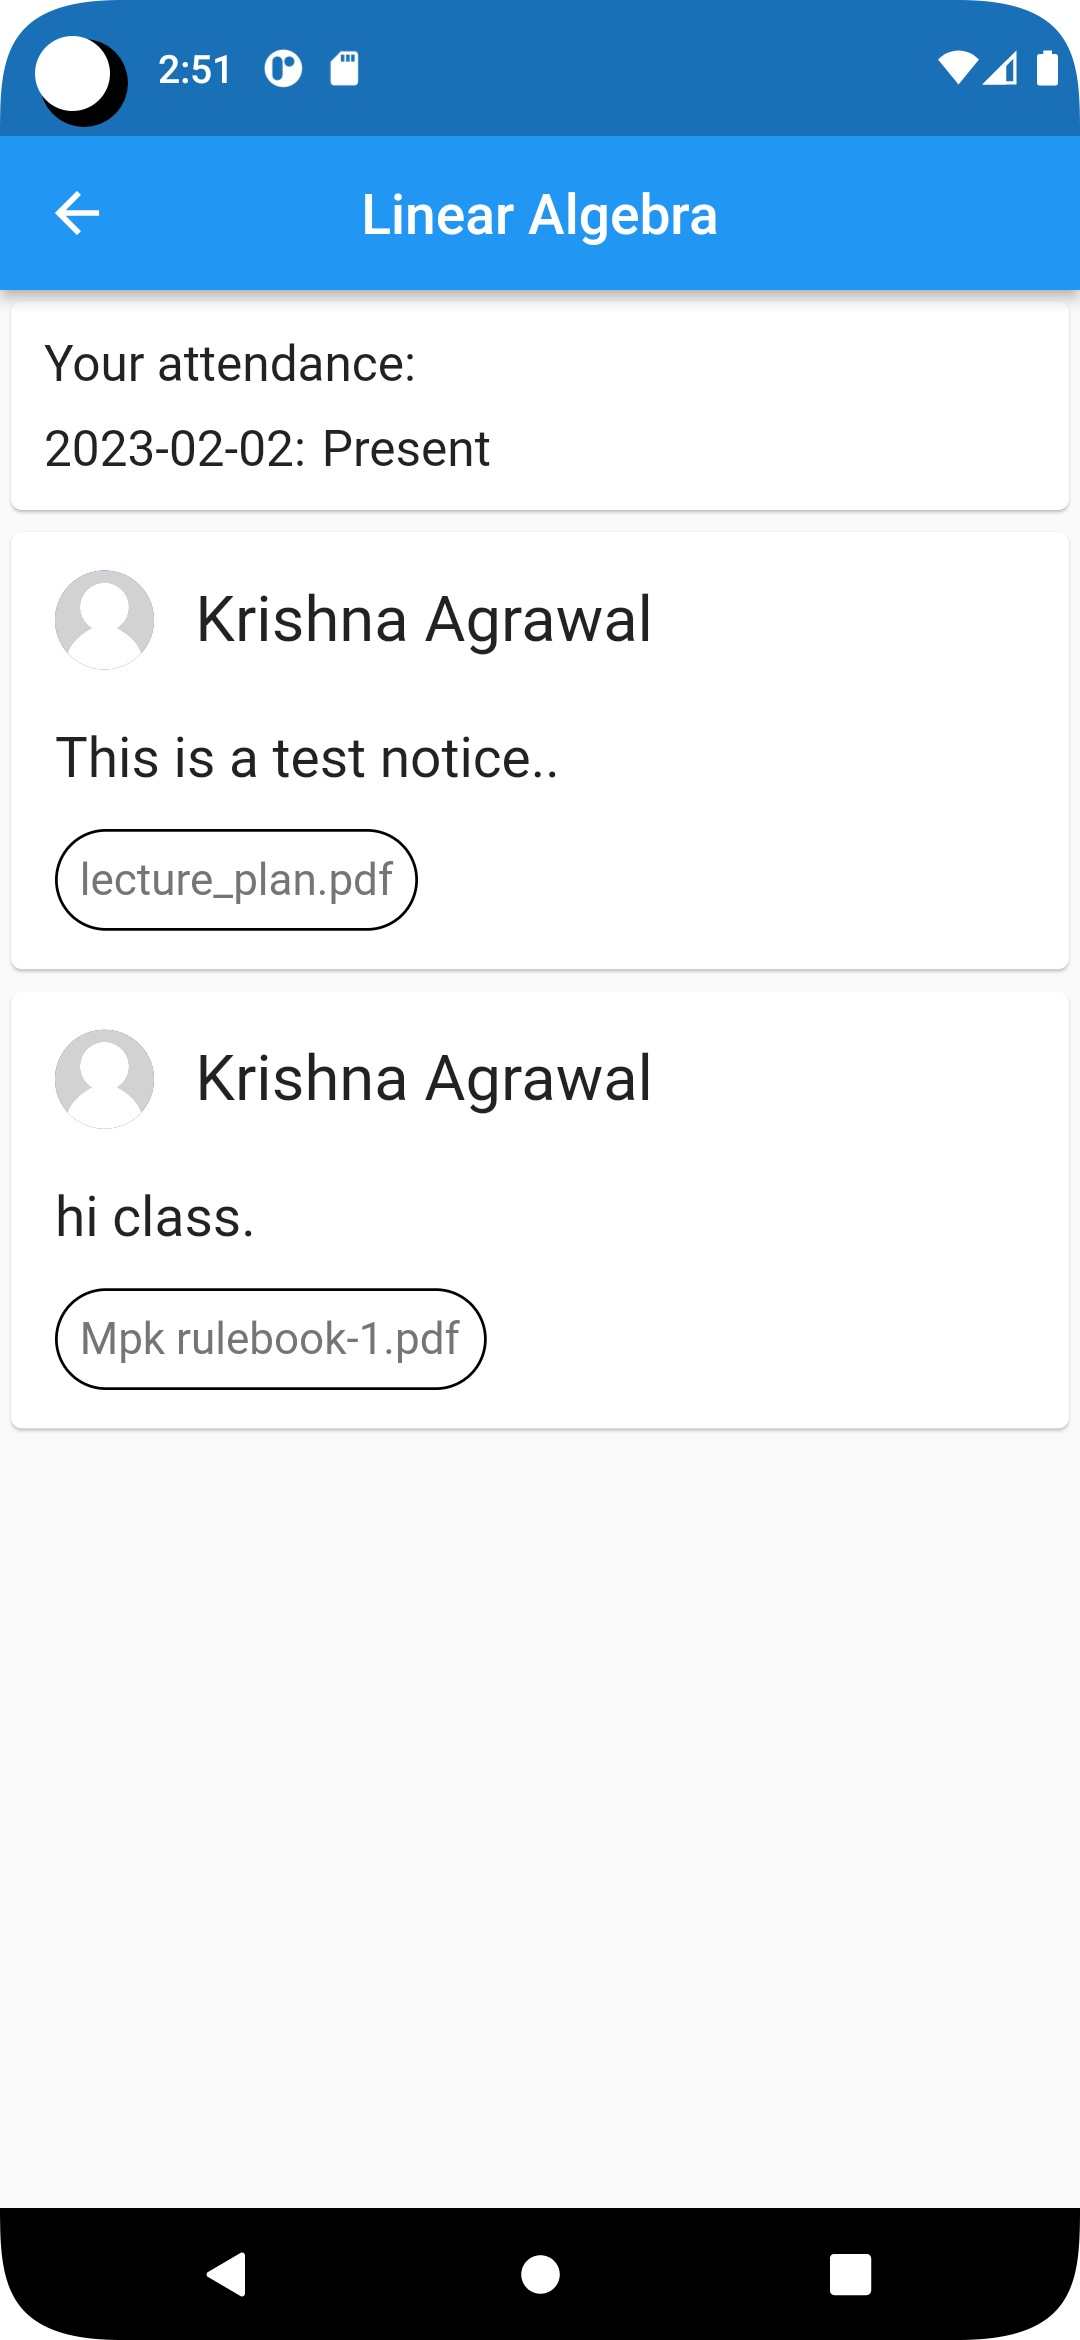 2:51
Linear Algebra
Your attendance:
2023-02-02: Present
Krishna Agrawal
This is a test notice..
lecture_plan.pdf
Krishna Agrawal
hi class.
Mpk rulebook-1.pdf